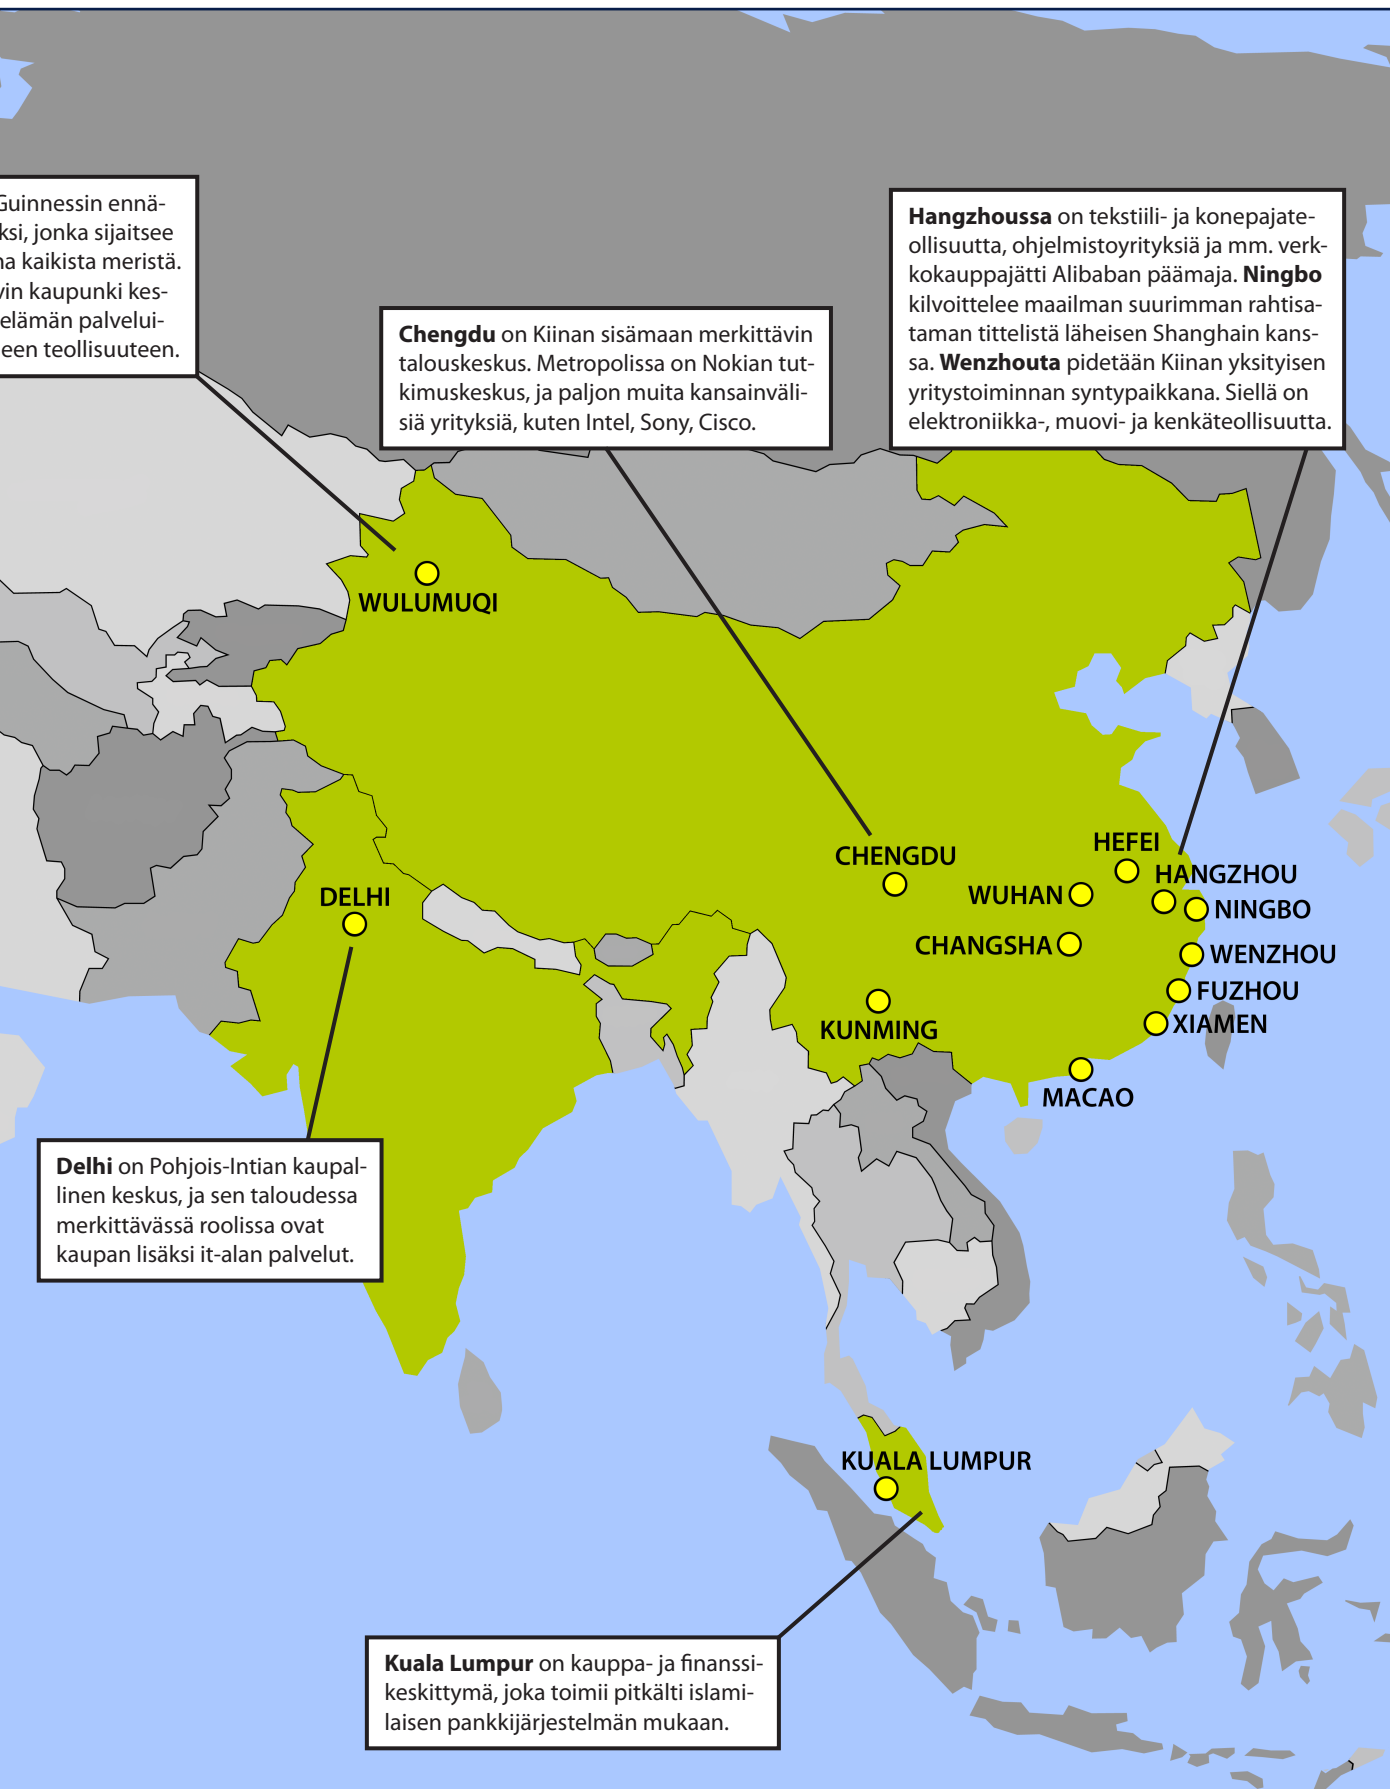 Guinnessin ennä-
ksi, jonka sijaitsee
kaikista meristä.
kaupunki kes-
elämän palvelui-
een teollisuuteen.
Hangzhoussa on tekstiili- ja konepajate-
ollisuutta, ohjelmistoyrityksiä ja mm. verk-
kokauppajätti Alibaban päämaja. Ningbo
kilvoittelee maailman suurimman rahtisa-
taman tittelistä läheisen Shanghain kans-
sa. Wenzhouta pidetään Kiinan yksityisen
yritystoiminnan syntypaikkana. Siellä on
elektroniikka-, muovi- ja kenkäteollisuutta.
Chengdu on Kiinan sisämaan merkittävin
talouskeskus. Metropolissa on Nokian tut-
kimuskeskus, ja paljon muita kansainväli-
siä yrityksiä, kuten Intel, Sony, Cisco.
WULUMUQI
CHENGDU
HEFEI
HANGZHOU
WUHAN
NINGBO
DELHI
CHANGSHA
WENZHOU
FUZHOU
KUNMING
XIAMEN
MACAO
Delhi on Pohjois-Intian kaupal-
linen keskus, ja sen taloudessa
merkittävässä roolissa ovat
kaupan lisäksi it-alan palvelut.
KUALA LUMPUR
Kuala Lumpur on kauppa- ja finanssi-
keskittymä, joka toimii pitkälti islami-
laisen pankkijärjestelmän mukaan.